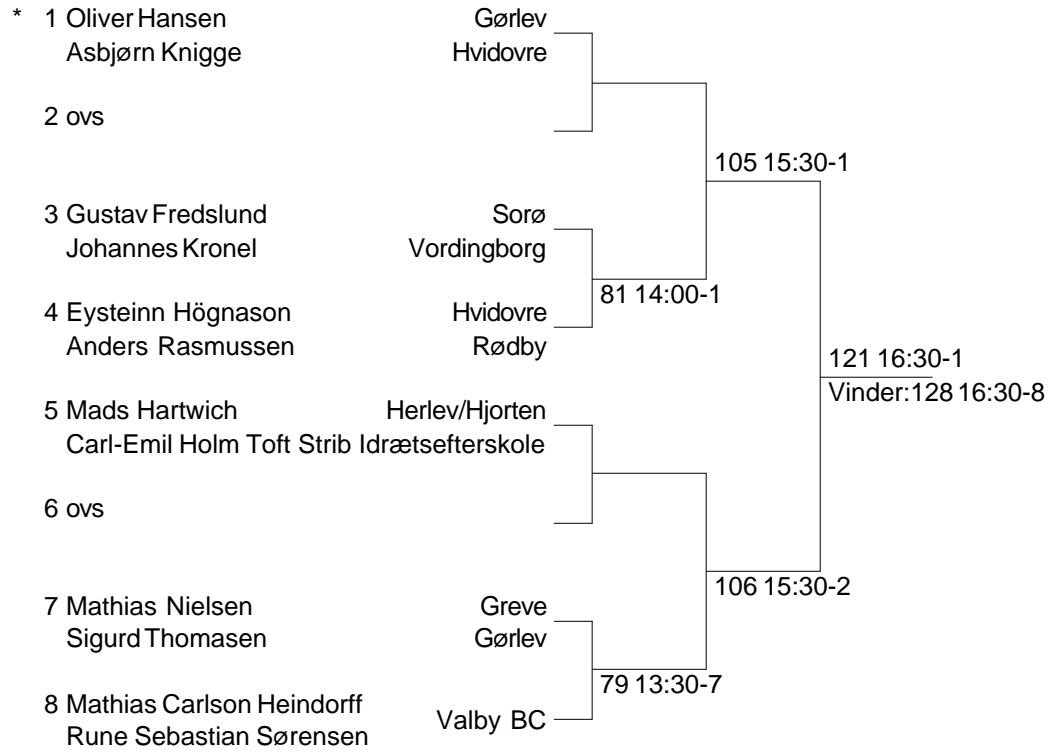 * 1 Oliver Hansen Gørlev
Asbjørn Knigge Hvidovre
2 ovs
105 15:30-1
3 Gustav Fredslund Sorø
Johannes Kronel Vordingborg
81 14:00-1
4 Eysteinn Högnason Hvidovre
Anders Rasmussen Rødby
121 16:30-1
Vinder:128 16:30-8
5 Mads Hartwich Herlev/Hjorten
Carl-Emil Holm Toft Strib Idrætsefterskole
6 ovs
106 15:30-2
7 Mathias Nielsen Greve
Sigurd Thomasen Gørlev
79 13:30-7
8 Mathias Carlson Heindorff Valby BC
Rune Sebastian Sørensen